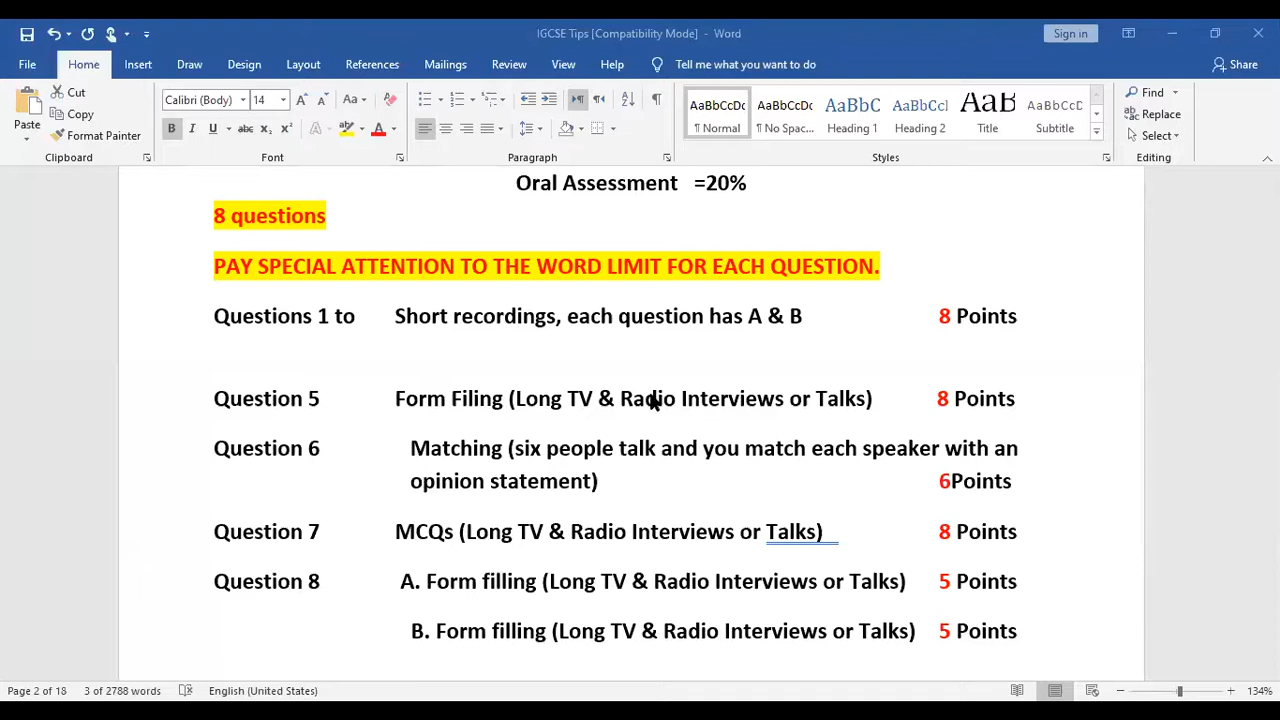 IGCSE Tips [Compatibility Mode] - Word
Sign in
File Home Insert Draw Design Layout References Mailings Review View Help Tell me what you want to do Share
Paste
Cut
Copy
Format Painter
Calibri (Body) 14
B I U abc x₂ x² A A
AaBbCcDc AaBbCcDc AaBbC AaBbCcI AaB AaBbCcD
¶ Normal ¶ No Spac... Heading 1 Heading 2 Title Subtitle
Find
Replace
Select
Clipboard Font Paragraph Styles Editing
Oral Assessment =20%
8 questions
PAY SPECIAL ATTENTION TO THE WORD LIMIT FOR EACH QUESTION.
Questions 1 to Short recordings, each question has A & B 8 Points
Question 5 Form Filing (Long TV & Radio Interviews or Talks) 8 Points
Question 6 Matching (six people talk and you match each speaker with an
opinion statement) 6Points
Question 7 MCQs (Long TV & Radio Interviews or Talks) 8 Points
Question 8 A. Form filling (Long TV & Radio Interviews or Talks) 5 Points
B. Form filling (Long TV & Radio Interviews or Talks) 5 Points
Page 2 of 18 3 of 2788 words English (United States) 134%